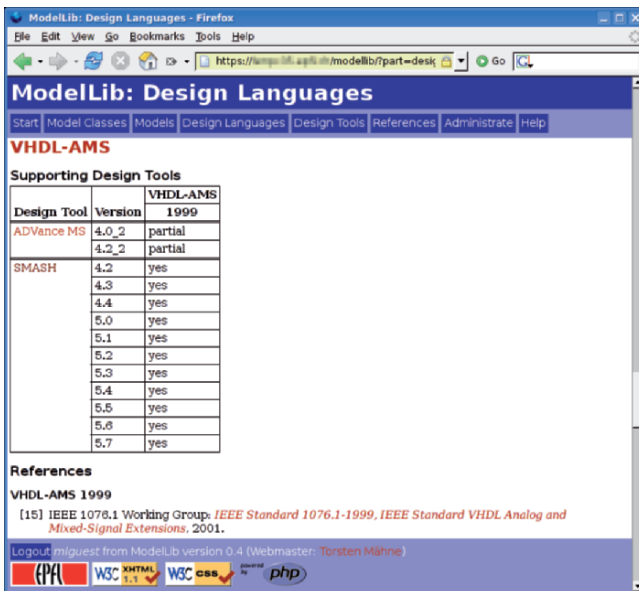 ModelLib: Design Languages - Firefox
File Edit View Go Bookmarks Tools Help
https:// /modellib/?part=desig Go G
ModelLib: Design Languages
Start Model Classes Models Design Languages Design Tools References Administrate Help
VHDL-AMS
Supporting Design Tools
VHDL-AMS
Design Tool Version 1999
ADVance MS 4.0_2 partial
4.2_2 partial
SMASH 4.2 yes
4.3 yes
4.4 yes
5.0 yes
5.1 yes
5.2 yes
5.3 yes
5.4 yes
5.5 yes
5.6 yes
5.7 yes
References
VHDL-AMS 1999
[15] IEEE 1076.1 Working Group: IEEE Standard 1076.1-1999, IEEE Standard VHDL Analog and
Mixed-Signal Extensions, 2001.
Logout mlguest from ModelLib version 0.4 (Webmaster: Torsten Mähne)
EPFL W3C XHTML 1.1 W3C css powered by php